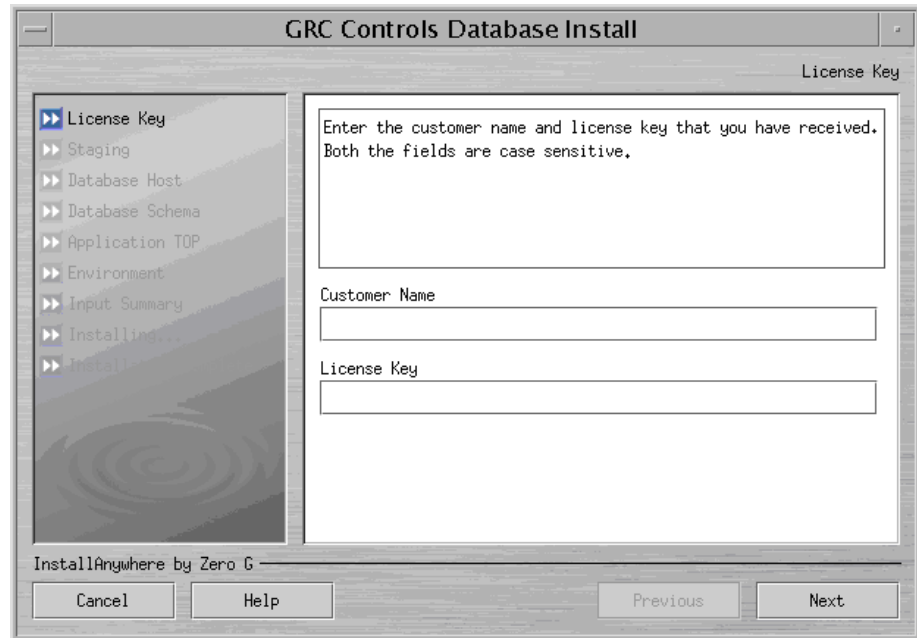 GRC Controls Database Install
License Key
License Key
Staging
Database Host
Database Schema
Application TOP
Environment
Input Summary
Installing...
Enter the customer name and license key that you have received.
Both the fields are case sensitive.
Customer Name
License Key
InstallAnywhere by Zero G
Cancel
Help
Previous
Next